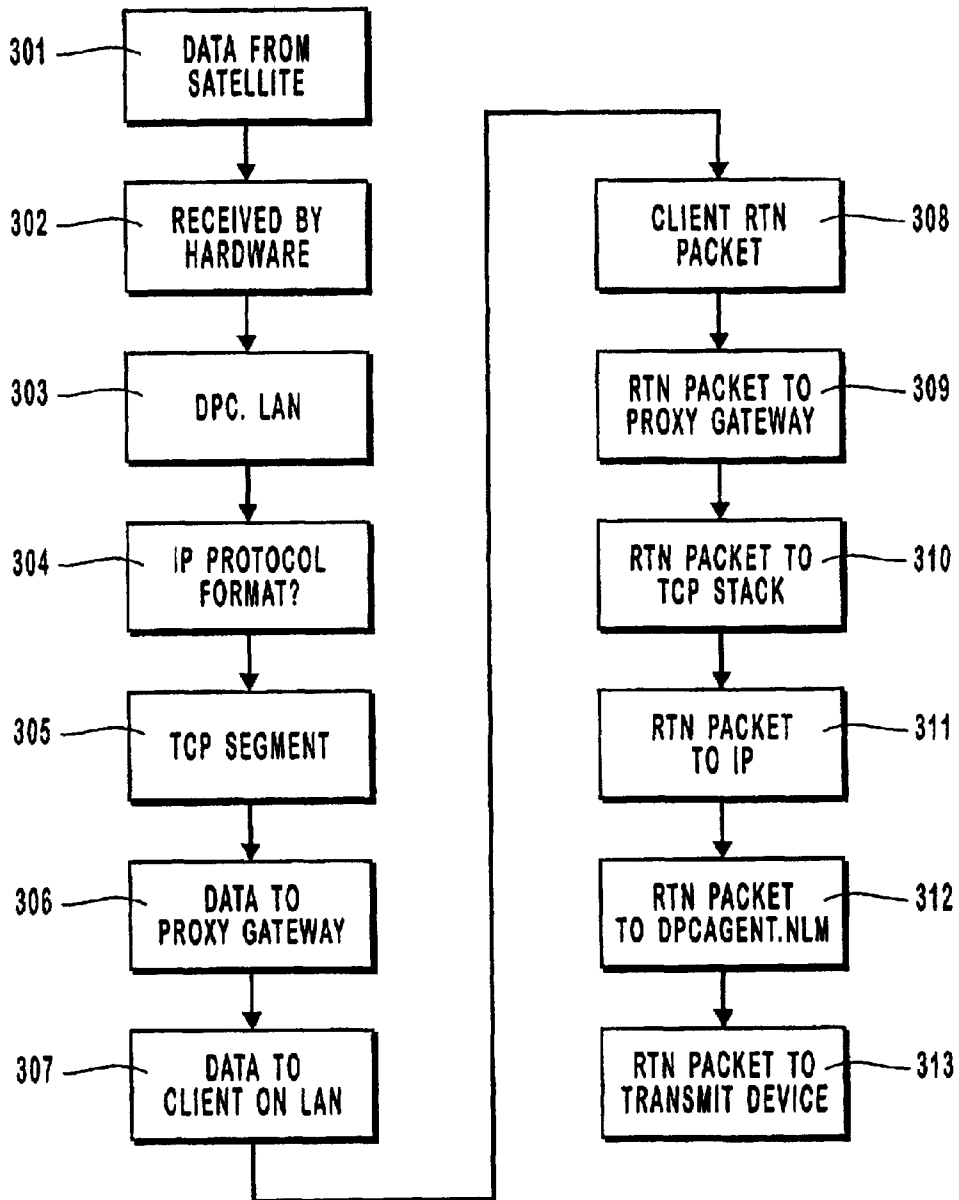 301
DATA FROM
SATELLITE
302
RECEIVED BY
HARDWARE
303
DPC. LAN
304
IP PROTOCOL
FORMAT?
305
TCP SEGMENT
306
DATA TO
PROXY GATEWAY
307
DATA TO
CLIENT ON LAN
CLIENT RTN
PACKET
308
RTN PACKET TO
PROXY GATEWAY
309
RTN PACKET TO
TCP STACK
310
RTN PACKET
TO IP
311
RTN PACKET
TO DPCAGENT.NLM
312
RTN PACKET TO
TRANSMIT DEVICE
313